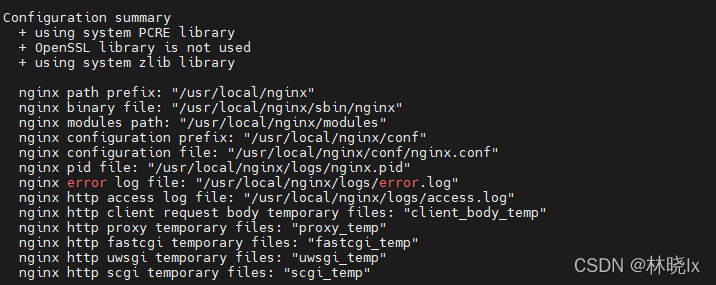 Configuration summary
+ using system PCRE library
+ OpenSSL library is not used
+ using system zlib library
nginx path prefix: "/usr/local/nginx"
nginx binary file: "/usr/local/nginx/sbin/nginx"
nginx modules path: "/usr/local/nginx/modules"
nginx configuration prefix: "/usr/local/nginx/conf"
nginx configuration file: "/usr/local/nginx/conf/nginx.conf"
nginx pid file: "/usr/local/nginx/logs/nginx.pid"
nginx error log file: "/usr/local/nginx/logs/error.log"
nginx http access log file: "/usr/local/nginx/logs/access.log"
nginx http client request body temporary files: "client_body_temp"
nginx http proxy temporary files: "proxy_temp"
nginx http fastcgi temporary files: "fastcgi_temp"
nginx http uwsgi temporary files: "uwsgi_temp"
nginx http scgi temporary files: "scgi_temp"
CSDN @林晓lx